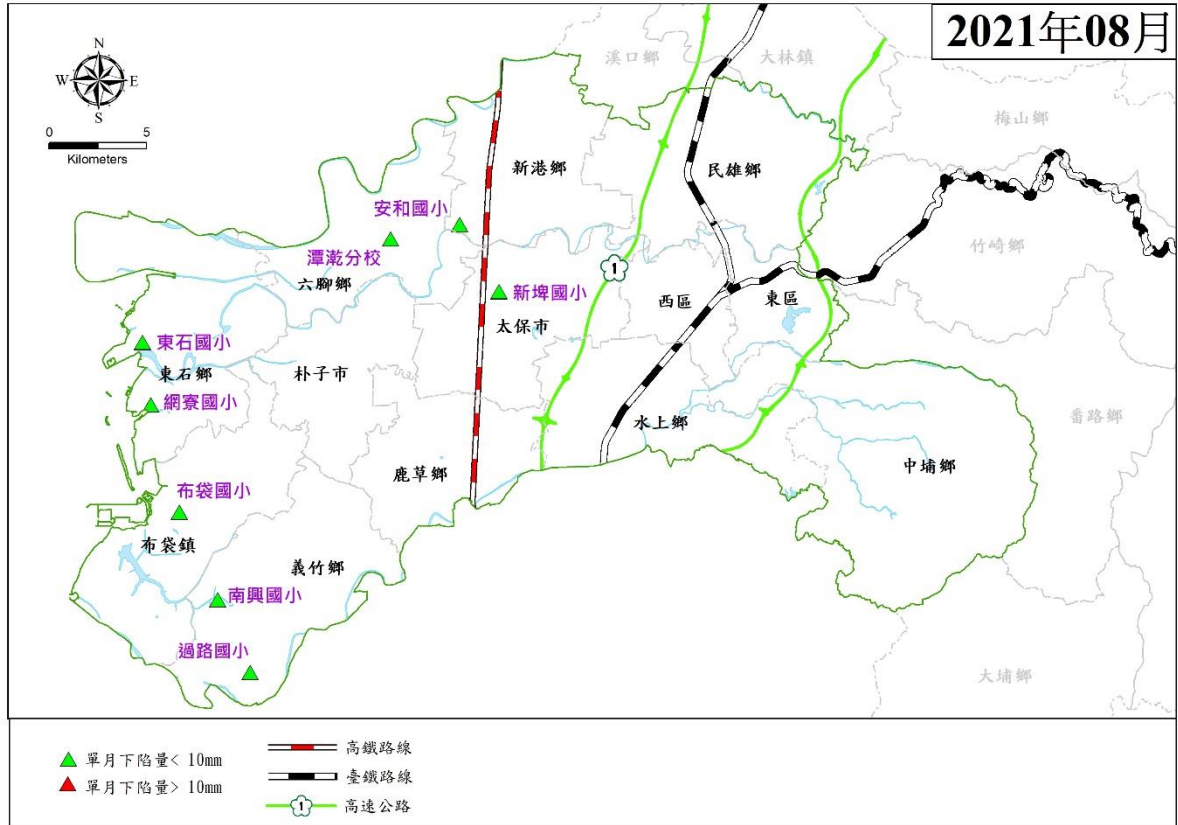 2021年08月
N
W E
S
0 5
Kilometers
溪口鄉
大林鎮
梅山鄉
新港鄉
民雄鄉
安和國小
潭漧分校
竹崎鄉
六腳鄉
1
新埤國小
西區
東區
太保市
東石國小
東石鄉
朴子市
網寮國小
水上鄉
番路鄉
鹿草鄉
中埔鄉
布袋國小
布袋鎮
義竹鄉
南興國小
過路國小
大埔鄉
單月下陷量< 10mm
單月下陷量> 10mm
高鐵路線
臺鐵路線
1 高速公路